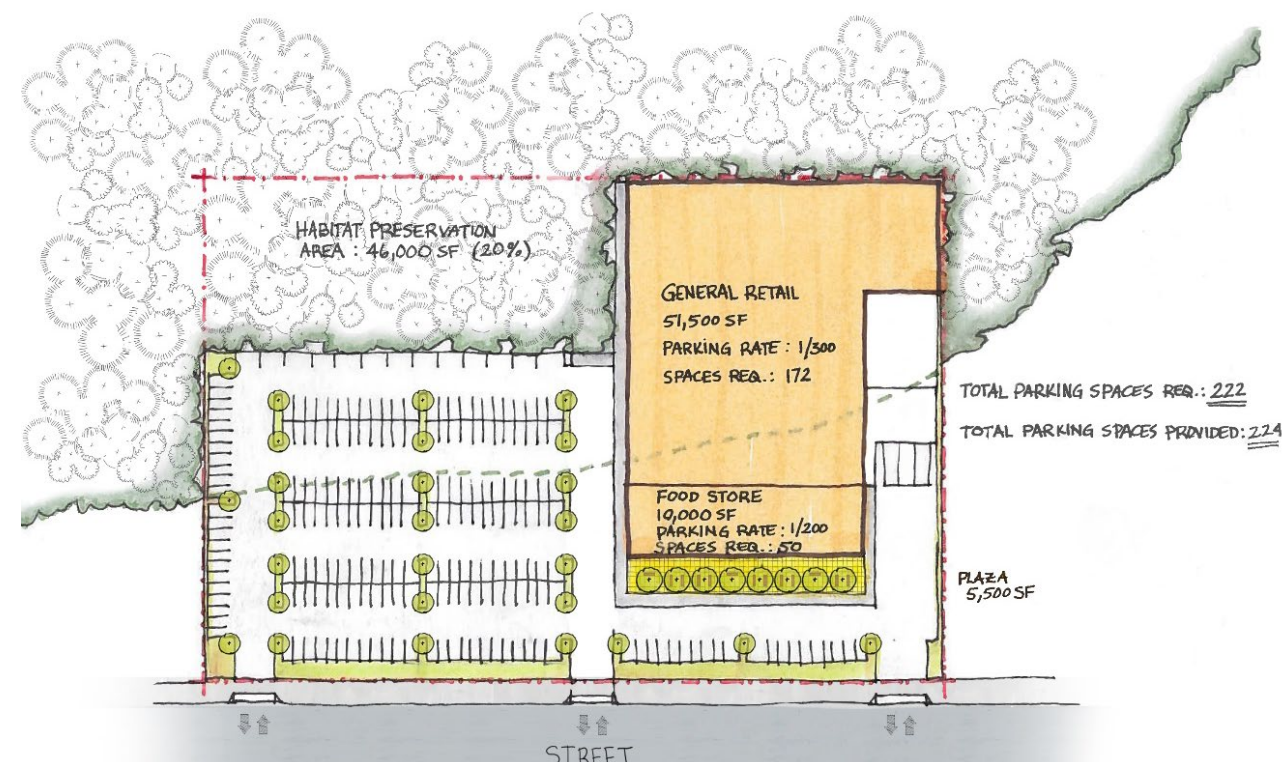 HABITAT PRESERVATION
AREA : 46,000 SF (20%)
GENERAL RETAIL
51,500 SF
PARKING RATE : 1/300
SPACES REQ.: 172
TOTAL PARKING SPACES REQ.: 222
TOTAL PARKING SPACES PROVIDED: 224
FOOD STORE
10,000 SF
PARKING RATE : 1/200
SPACES REQ.: 50
PLAZA
5,500 SF
STREET